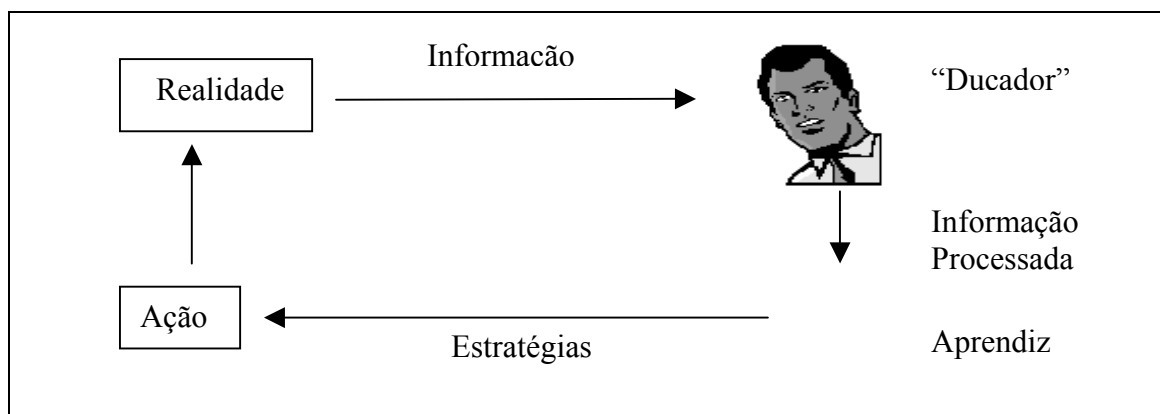 Informacão
Realidade
“Ducador”
Informação
Processada
Ação
Estratégias
Aprendiz